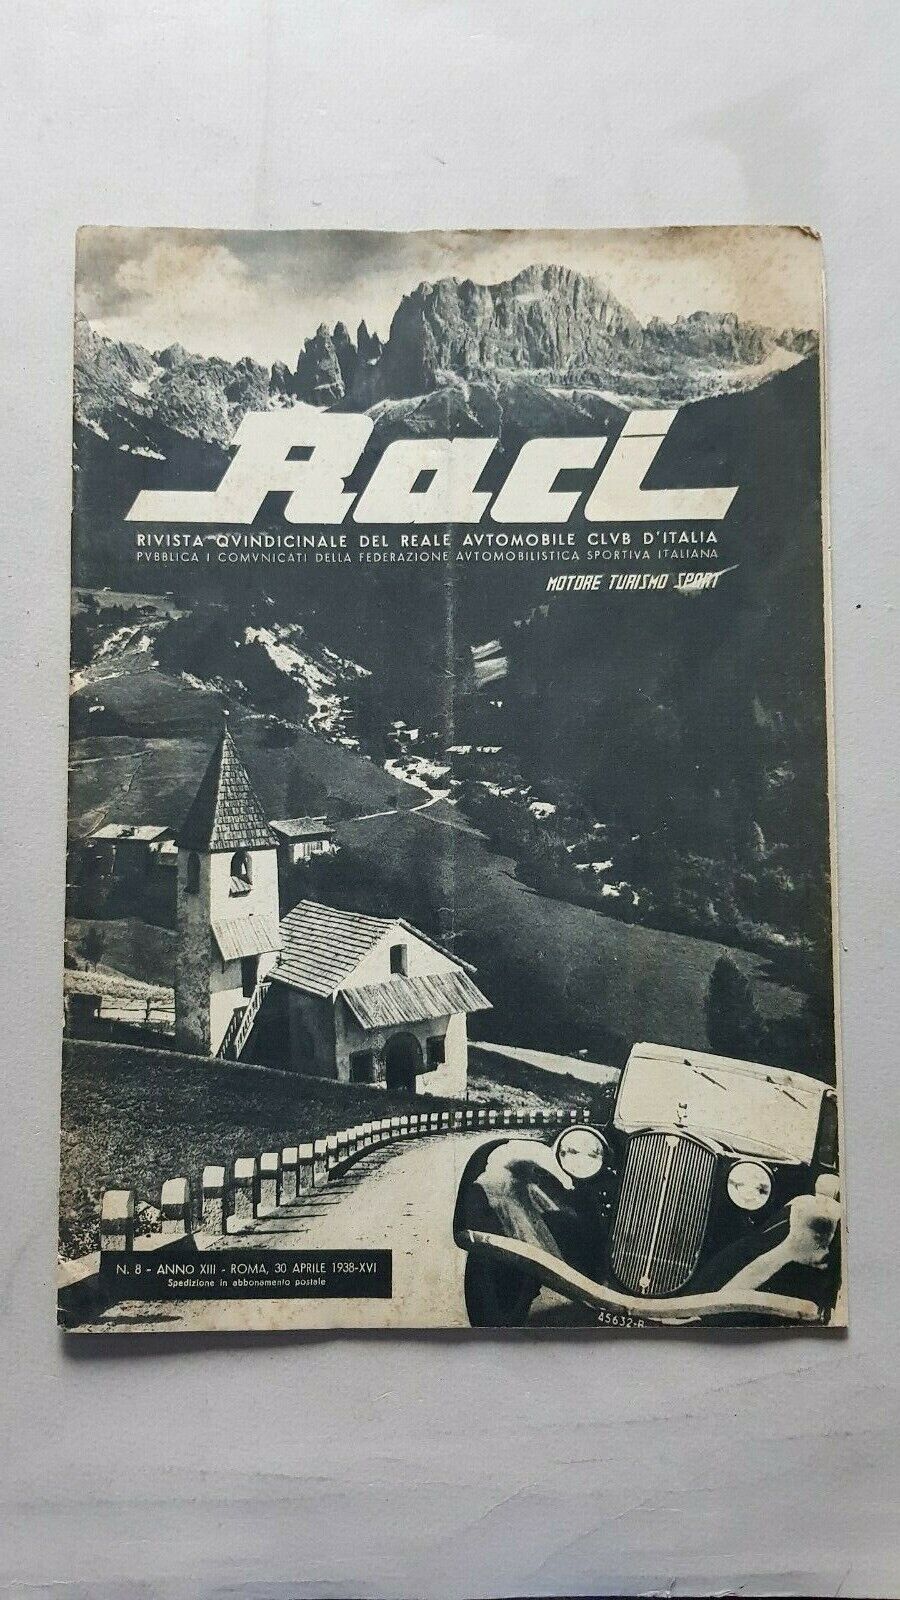 Raci
RIVISTA QVINDICINALE DEL REALE AVTOMOBILE CLVB D'ITALIA
PVBBLICA I COMVNICATI DELLA FEDERAZIONE AVTOMOBILISTICA SPORTIVA ITALIANA
MOTORE TURISMO SPORT
N. 8 - ANNO XIII - ROMA, 30 APRILE 1938-XVI
Spedizione in abbonamento postale
45632-R